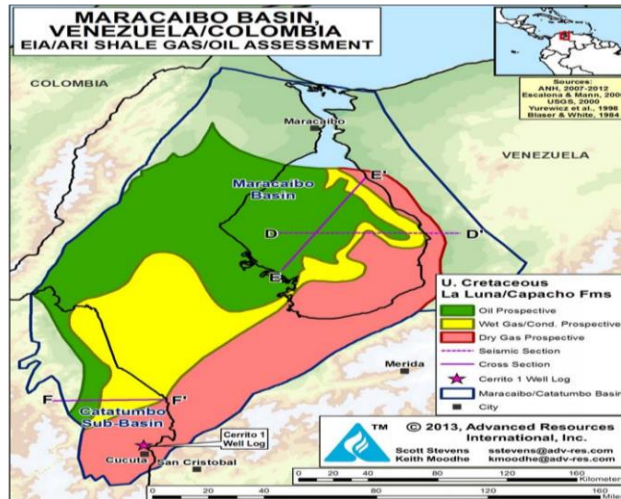 MARACAIBO BASIN,
VENEZUELA/COLOMBIA
EIA/ARI SHALE GAS/OIL ASSESSMENT
Sources:
ANH, 2007-2012
Escalona & Mann, 2006
USGS, 2000
Yurewicz et al., 1998
Blaser & White, 1984
COLOMBIA
VENEZUELA
Maracaibo
Maracaibo
Basin
E'
D
D'
E
F
F'
Catatumbo
Sub-Basin
Cerrito 1
Well Log
Cucuta
San Cristobal
Merida
U. Cretaceous
La Luna/Capacho Fms
Oil Prospective
Wet Gas/Cond. Prospective
Dry Gas Prospective
Seismic Section
Cross Section
Cerrito 1 Well Log
Maracaibo/Catatumbo Basin
City
TM
© 2013, Advanced Resources
International, Inc.
Scott Stevens sstevens@adv-res.com
Keith Moodhe kmoodhe@adv-res.com
0 20 40 80 120 160
Kilometers
0 20 40 80 120 160